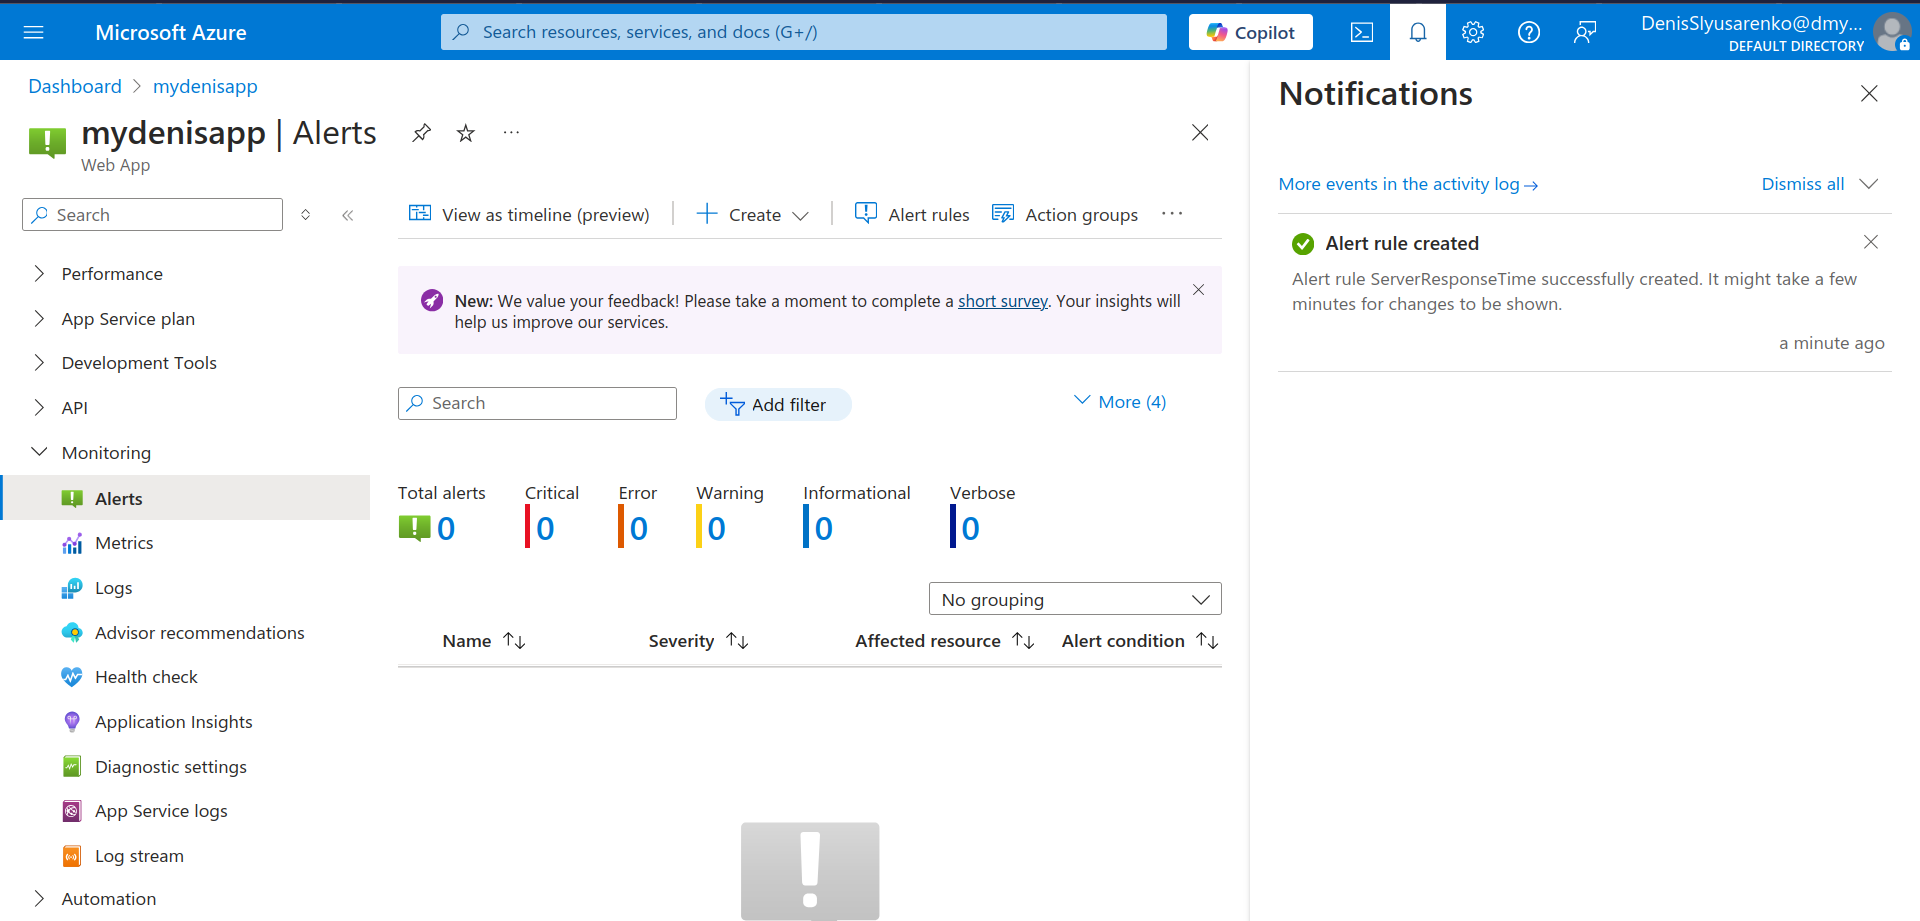 Microsoft Azure
Search resources, services, and docs (G+/)
Copilot
DenisSlyusarenko@dmy...
DEFAULT DIRECTORY
Dashboard > mydenisapp
mydenisapp | Alerts
Web App
Search
Performance
App Service plan
Development Tools
API
Monitoring
Alerts
Metrics
Logs
Advisor recommendations
Health check
Application Insights
Diagnostic settings
App Service logs
Log stream
Automation
View as timeline (preview)
Create
Alert rules
Action groups
New: We value your feedback! Please take a moment to complete a short survey. Your insights will
help us improve our services.
Search
Add filter
More (4)
Total alerts
0
Critical
0
Error
0
Warning
0
Informational
0
Verbose
0
No grouping
Name
Severity
Affected resource
Alert condition
Notifications
More events in the activity log→
Dismiss all
Alert rule created
Alert rule ServerResponseTime successfully created. It might take a few
minutes for changes to be shown.
a minute ago